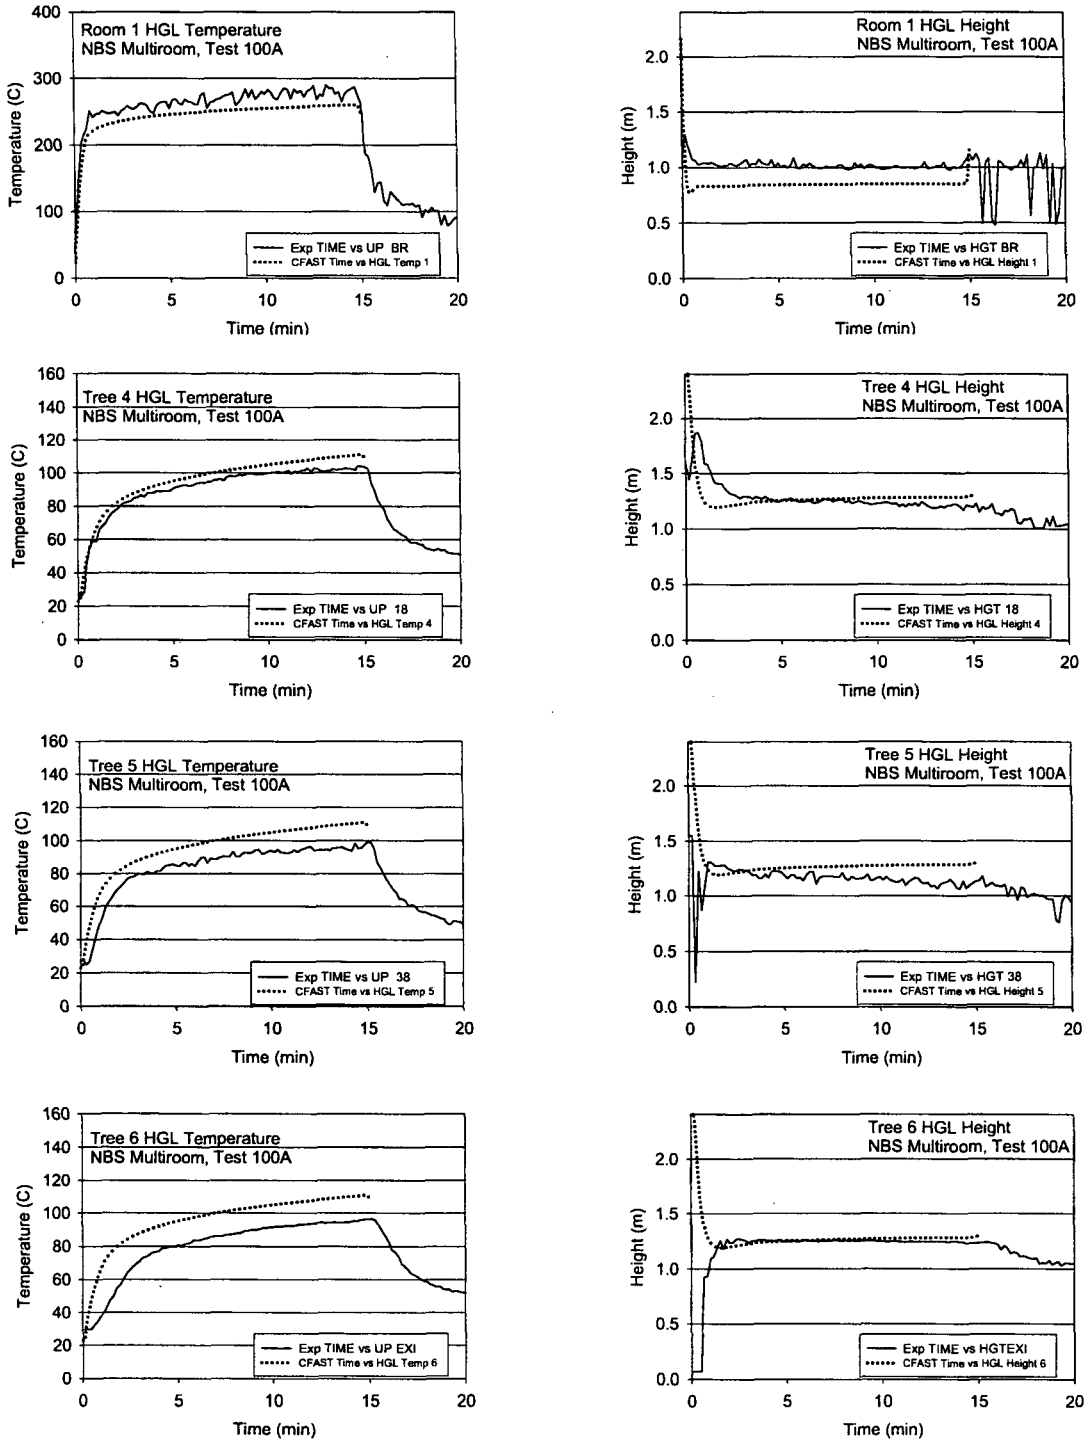 Room 1 HGL Temperature
NBS Multiroom, Test 100A
Temperature (C)
400
300
200
100
0
Exp TIME vs UP BR
CFAST Time vs HGL Temp 1
0 5 10 15 20
Time (min)
Room 1 HGL Height
NBS Multiroom, Test 100A
Height (m)
2.0
1.5
1.0
0.5
0.0
Exp TIME vs HGT BR
CFAST Time vs HGL Height 1
0 5 10 15 20
Time (min)
Tree 4 HGL Temperature
NBS Multiroom, Test 100A
Temperature (C)
160
140
120
100
80
60
40
20
0
Exp TIME vs UP 18
CFAST Time vs HGL Temp 4
0 5 10 15 20
Time (min)
Tree 4 HGL Height
NBS Multiroom, Test 100A
Height (m)
2.0
1.5
1.0
0.5
0.0
Exp TIME vs HGT 18
CFAST Time vs HGL Height 4
0 5 10 15 20
Time (min)
Tree 5 HGL Temperature
NBS Multiroom, Test 100A
Temperature (C)
160
140
120
100
80
60
40
20
0
Exp TIME vs UP 38
CFAST Time vs HGL Temp 5
0 5 10 15 20
Time (min)
Tree 5 HGL Height
NBS Multiroom, Test 100A
Height (m)
2.0
1.5
1.0
0.5
0.0
Exp TIME vs HGT 38
CFAST Time vs HGL Height 5
0 5 10 15 20
Time (min)
Tree 6 HGL Temperature
NBS Multiroom, Test 100A
Temperature (C)
160
140
120
100
80
60
40
20
0
Exp TIME vs UP EXI
CFAST Time vs HGL Temp 6
0 5 10 15 20
Time (min)
Tree 6 HGL Height
NBS Multiroom, Test 100A
Height (m)
2.0
1.5
1.0
0.5
0.0
Exp TIME vs HGTEXI
CFAST Time vs HGL Height 6
0 5 10 15 20
Time (min)